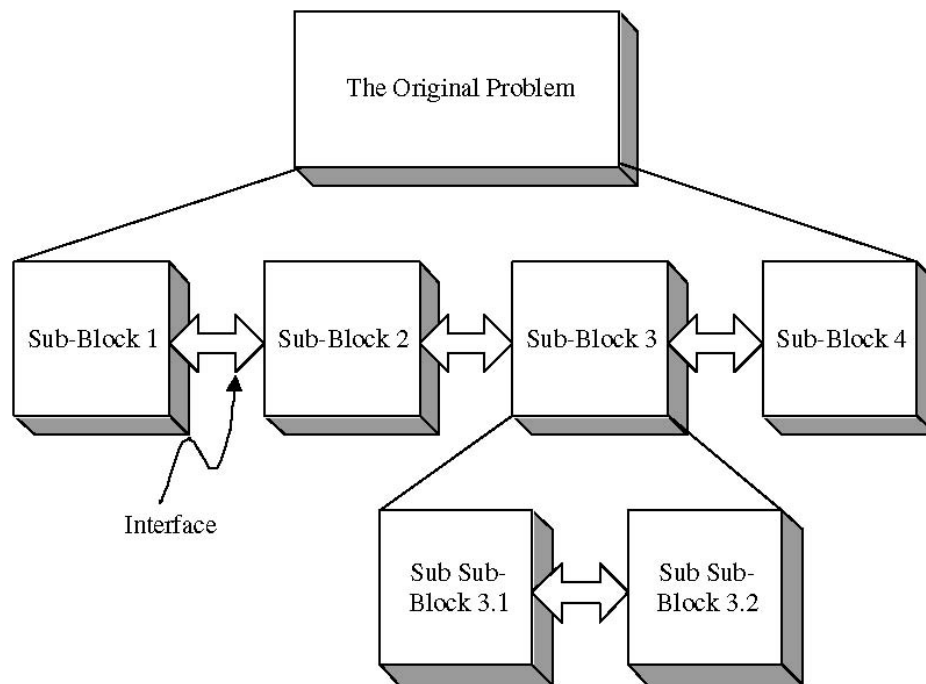 The Original Problem
Sub-Block 1
Sub-Block 2
Sub-Block 3
Sub-Block 4
Interface
Sub Sub-
Block 3.1
Sub Sub-
Block 3.2